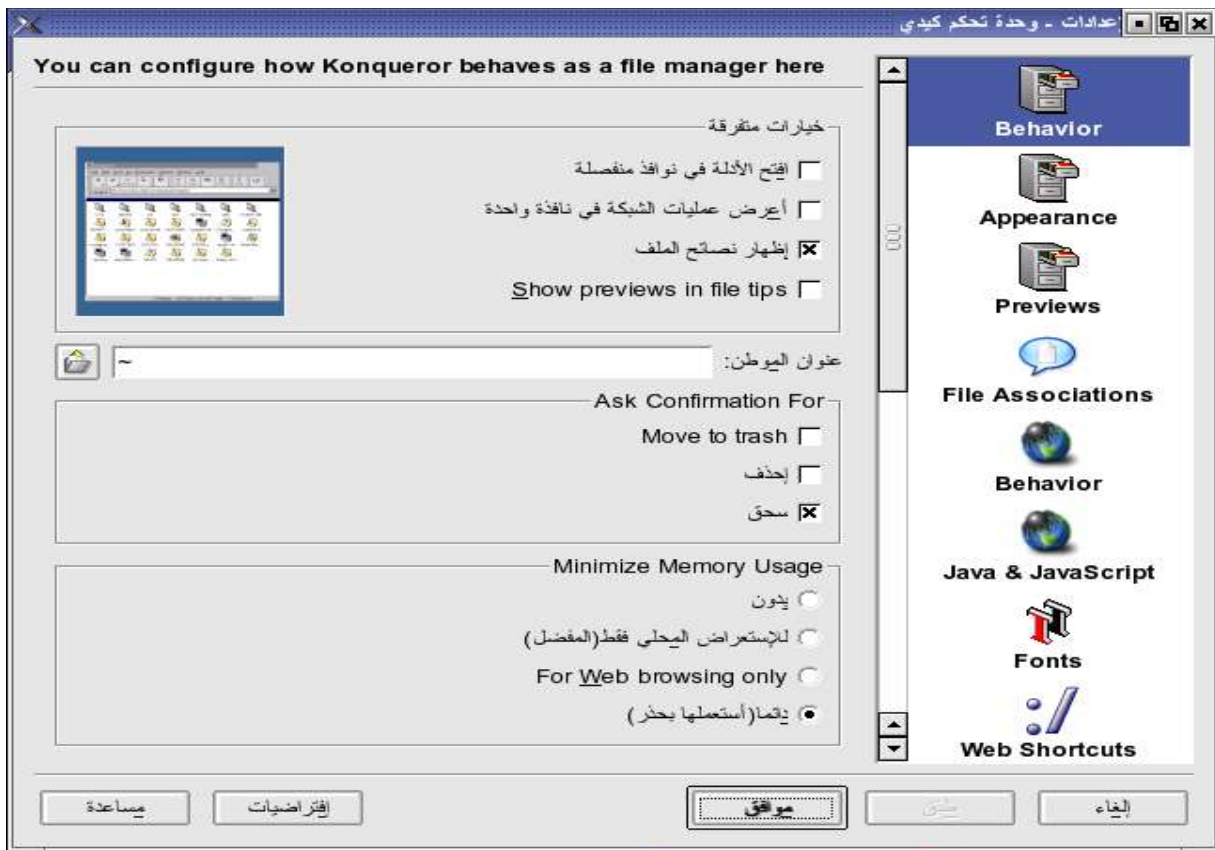 إعدادات - وحدة تحكم كيدي
You can configure how Konqueror behaves as a file manager here
خيارات متفرقة
افتح الأدلة في نوافذ منفصلة
أعرض عمليات الشبكة في نافذة واحدة
إظهار نصائح الملف
Show previews in file tips
عنوان الموطن:
~
Ask Confirmation For
Move to trash
إحذف
سحق
Minimize Memory Usage
بدون
للإستعراض المحلي فقط(المفضل)
For Web browsing only
دائما(أستعملها بحذر)
Behavior
Appearance
Previews
File Associations
Behavior
Java & JavaScript
Fonts
Web Shortcuts
إلغاء
طبق
موافق
إفتراضيات
مساعدة